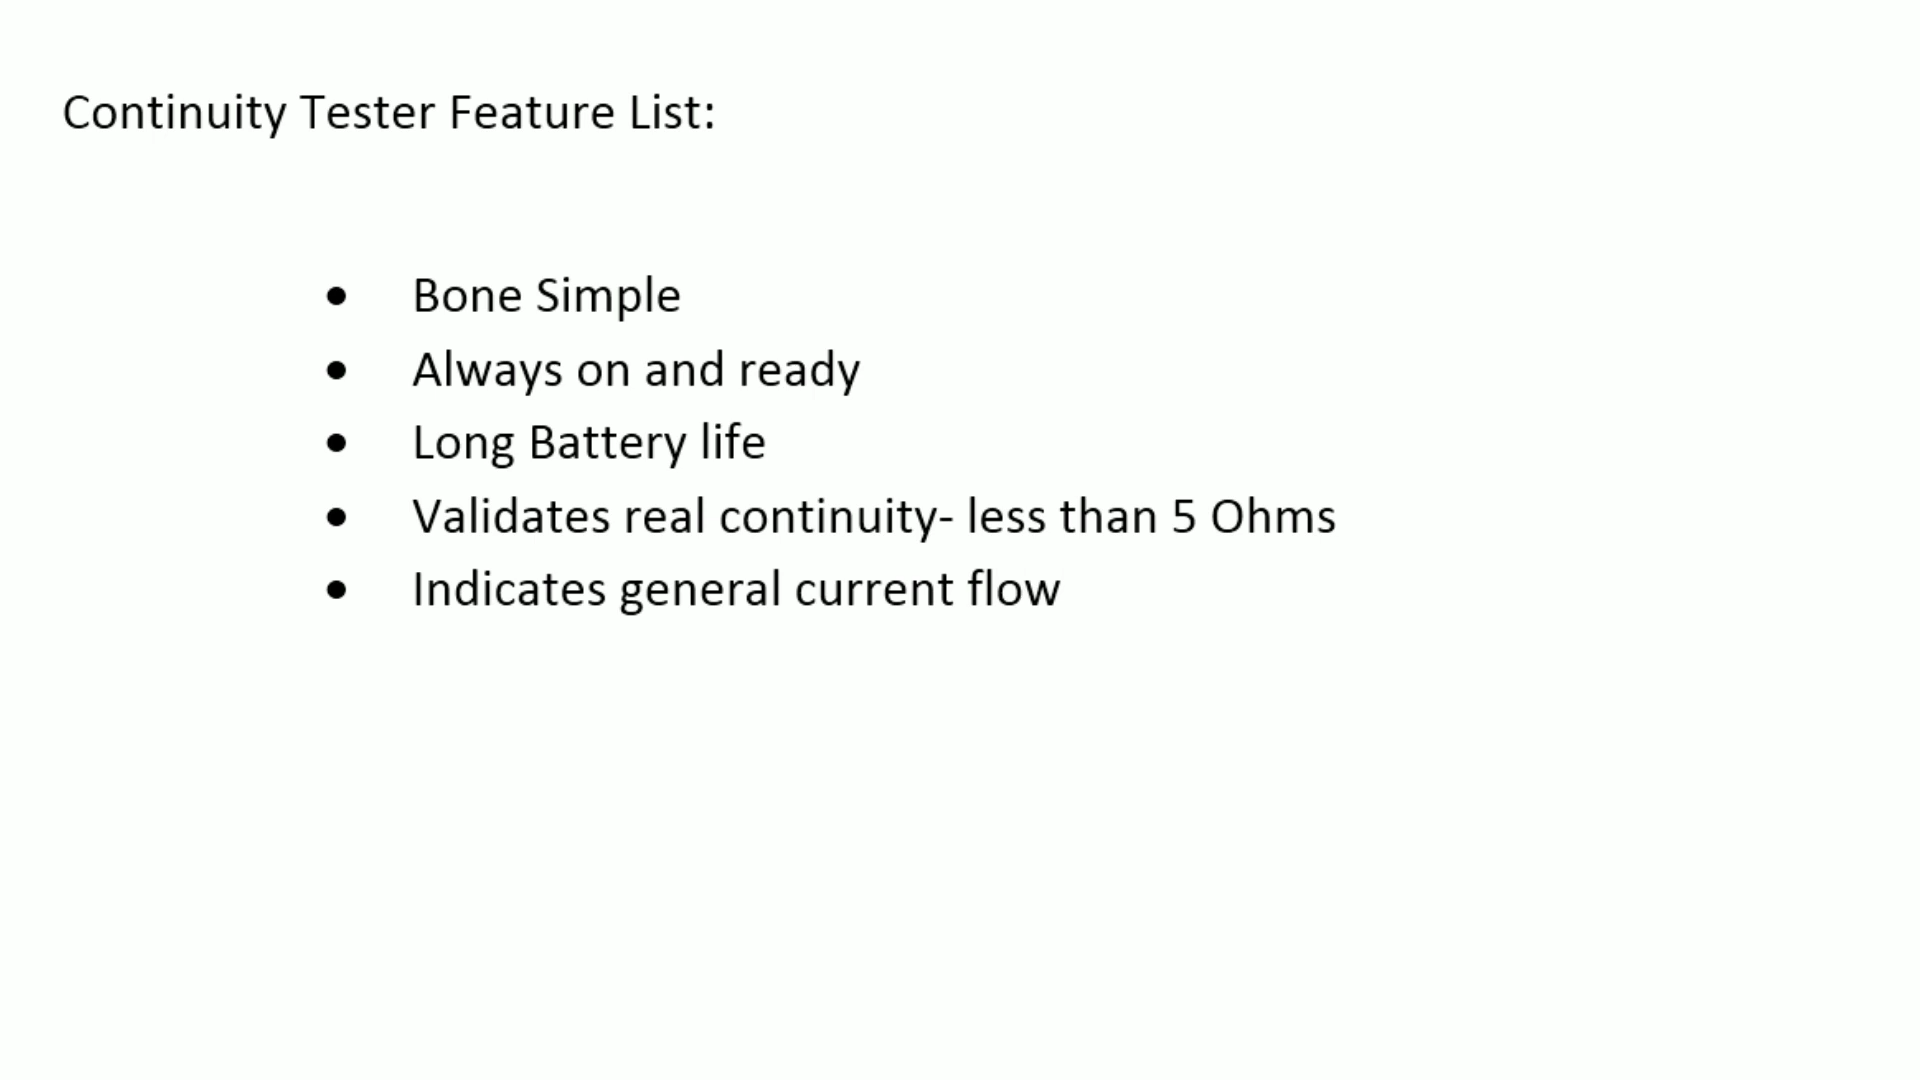 Continuity Tester Feature List:
• Bone Simple
• Always on and ready
• Long Battery life
• Validates real continuity- less than 5 Ohms
• Indicates general current flow